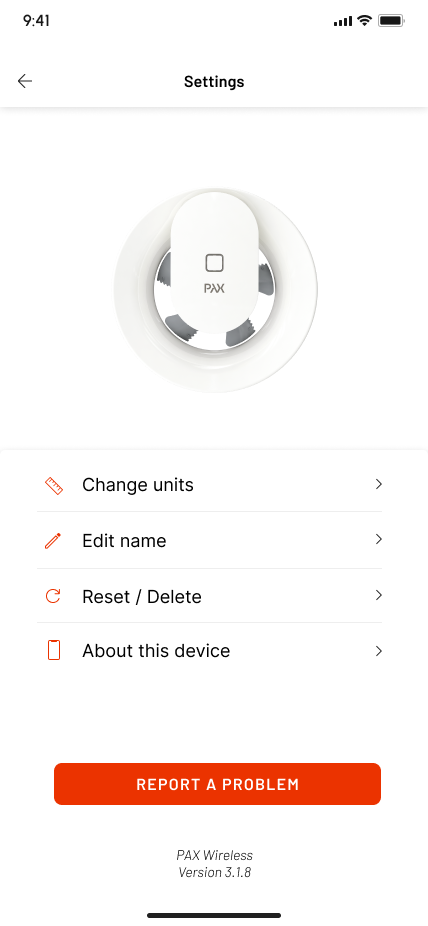 9:41
Settings
PAX
Change units
Edit name
Reset / Delete
About this device
REPORT A PROBLEM
PAX Wireless
Version 3.1.8